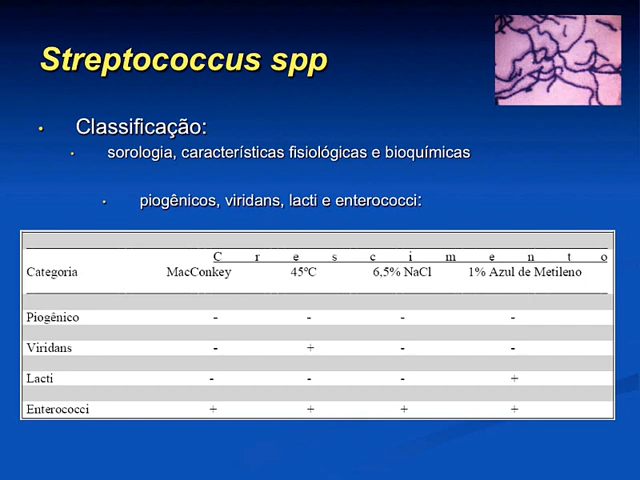 Streptococcus spp
• Classificação:
• sorologia, características fisiológicas e bioquímicas
• piogênicos, viridans, lacti e enterococci:
C r e s c i m e n t o
Categoria MacConkey 45ºC 6,5% NaCl 1% Azul de Metileno
Piogênico - - - -
Viridans - + - -
Lacti - - - +
Enterococci + + + +